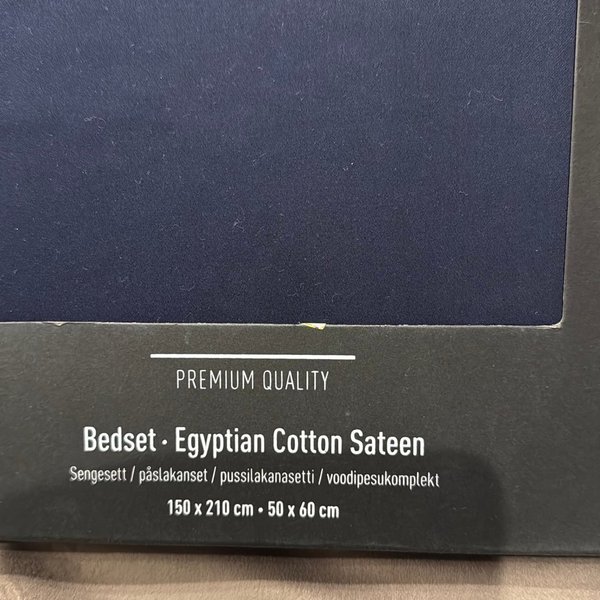 PREMIUM QUALITY
Bedset · Egyptian Cotton Sateen
Sengesett / påslakanset / pussilakanasetti / voodipesukomplekt
150 x 210 cm · 50 x 60 cm